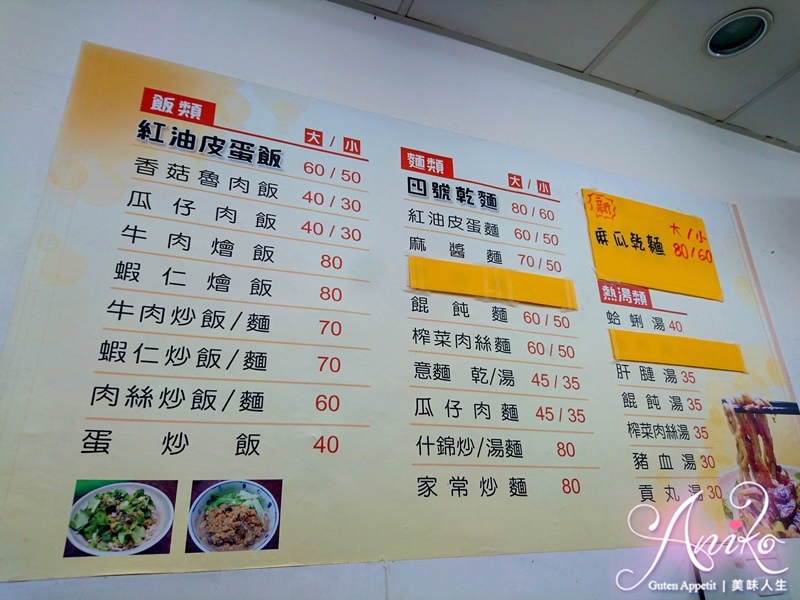 飯類 大 / 小
紅油皮蛋飯 60 / 50
香菇魯肉飯 40 / 30
瓜仔肉飯 40 / 30
牛肉燴飯 80
蝦仁燴飯 80
牛肉炒飯/麵 70
蝦仁炒飯/麵 70
肉絲炒飯/麵 60
蛋炒飯 40
麵類 大 / 小
四號乾麵 80 / 60
紅油皮蛋麵 60 / 50
麻醬麵 70 / 50
餛飩麵 60 / 50
榨菜肉絲麵 60 / 50
意麵 乾/湯 45 / 35
瓜仔肉麵 45 / 35
什錦炒/湯麵 80
家常炒麵 80
大 / 小
麻瓜乾麵 80/60
熱湯類
蛤蜊湯 40
肝腱湯 35
餛飩湯 35
榨菜肉絲湯 35
豬血湯 30
貢丸湯 30
Aniko
Guten Appetit | 美味人生